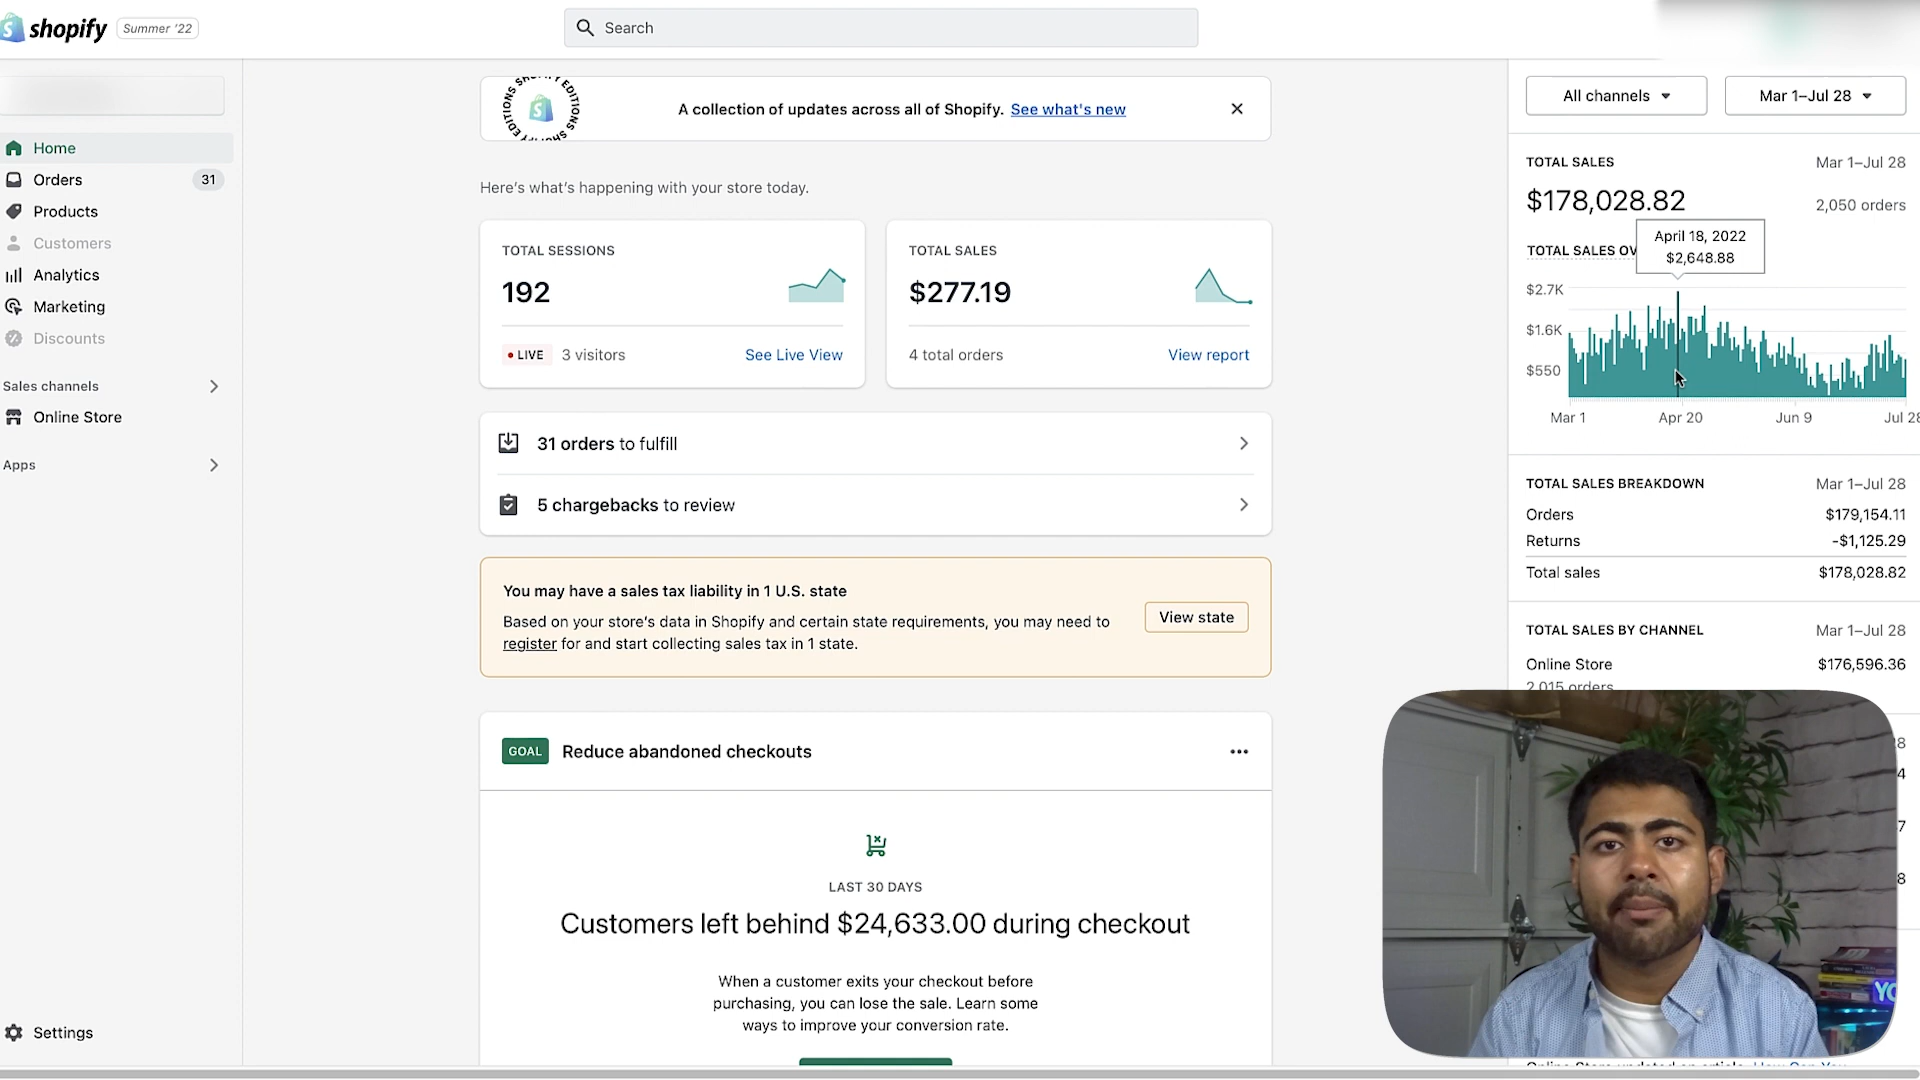 shopify
Summer '22
Search
Home
Orders
31
Products
Customers
Analytics
Marketing
Discounts
Sales channels
Online Store
Apps
Settings
SHOPIFY EDITIONS
A collection of updates across all of Shopify. See what's new
Here's what's happening with your store today.
TOTAL SESSIONS
192
LIVE
3 visitors
See Live View
TOTAL SALES
$277.19
4 total orders
View report
31 orders to fulfill
5 chargebacks to review
You may have a sales tax liability in 1 U.S. state
Based on your store's data in Shopify and certain state requirements, you may need to
register for and start collecting sales tax in 1 state.
View state
GOAL
Reduce abandoned checkouts
LAST 30 DAYS
Customers left behind $24,633.00 during checkout
When a customer exits your checkout before
purchasing, you can lose the sale. Learn some
ways to improve your conversion rate.
All channels
Mar 1–Jul 28
TOTAL SALES
Mar 1–Jul 28
$178,028.82
2,050 orders
TOTAL SALES OV
April 18, 2022
$2,648.88
$2.7K
$1.6K
$550
Mar 1
Apr 20
Jun 9
Jul 28
TOTAL SALES BREAKDOWN
Mar 1–Jul 28
Orders
$179,154.11
Returns
-$1,125.29
Total sales
$178,028.82
TOTAL SALES BY CHANNEL
Mar 1–Jul 28
Online Store
$176,596.36
2,015 orders
8
4
7
8
YO